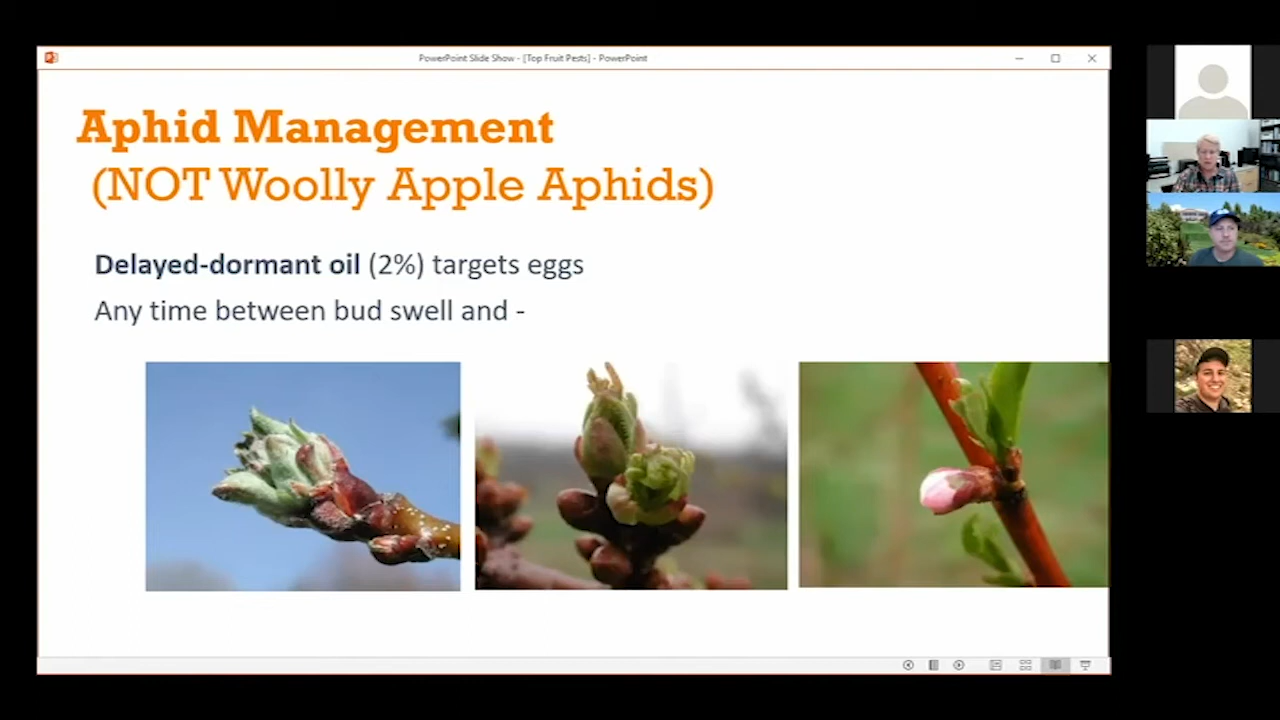 PowerPoint Slide Show - [Top Fruit Pests] - PowerPoint
Aphid Management
(NOT Woolly Apple Aphids)
Delayed-dormant oil (2%) targets eggs
Any time between bud swell and -